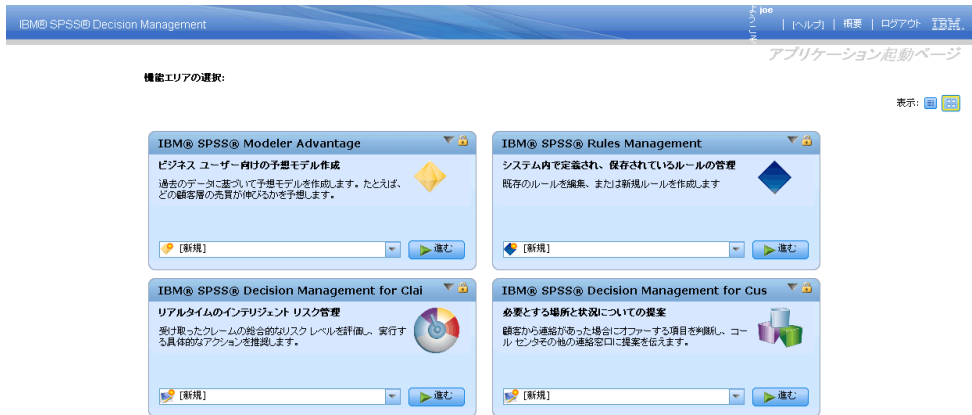 IBM® SPSS® Decision Management
ようこそ joe | [ヘルプ] | 概要 | ログアウト IBM.
アプリケーション起動ページ
機能エリアの選択:
表示:
IBM® SPSS® Modeler Advantage
ビジネス ユーザー向けの予想モデル作成
過去のデータに基づいて予想モデルを作成します。たとえば、
どの顧客層の売買が伸びるかを予想します。
[新規]
進む
IBM® SPSS® Rules Management
システム内で定義され、保存されているルールの管理
既存のルールを編集、または新規ルールを作成します
[新規]
進む
IBM® SPSS® Decision Management for Clai
リアルタイムのインテリジェント リスク管理
受け取ったクレームの総合的なリスク レベルを評価し、実行す
る具体的なアクションを推奨します。
[新規]
進む
IBM® SPSS® Decision Management for Cus
必要とする場所と状況についての提案
顧客から連絡があった場合にオファーする項目を判断し、コー
ル センタその他の連絡窓口に提案を伝えます。
[新規]
進む